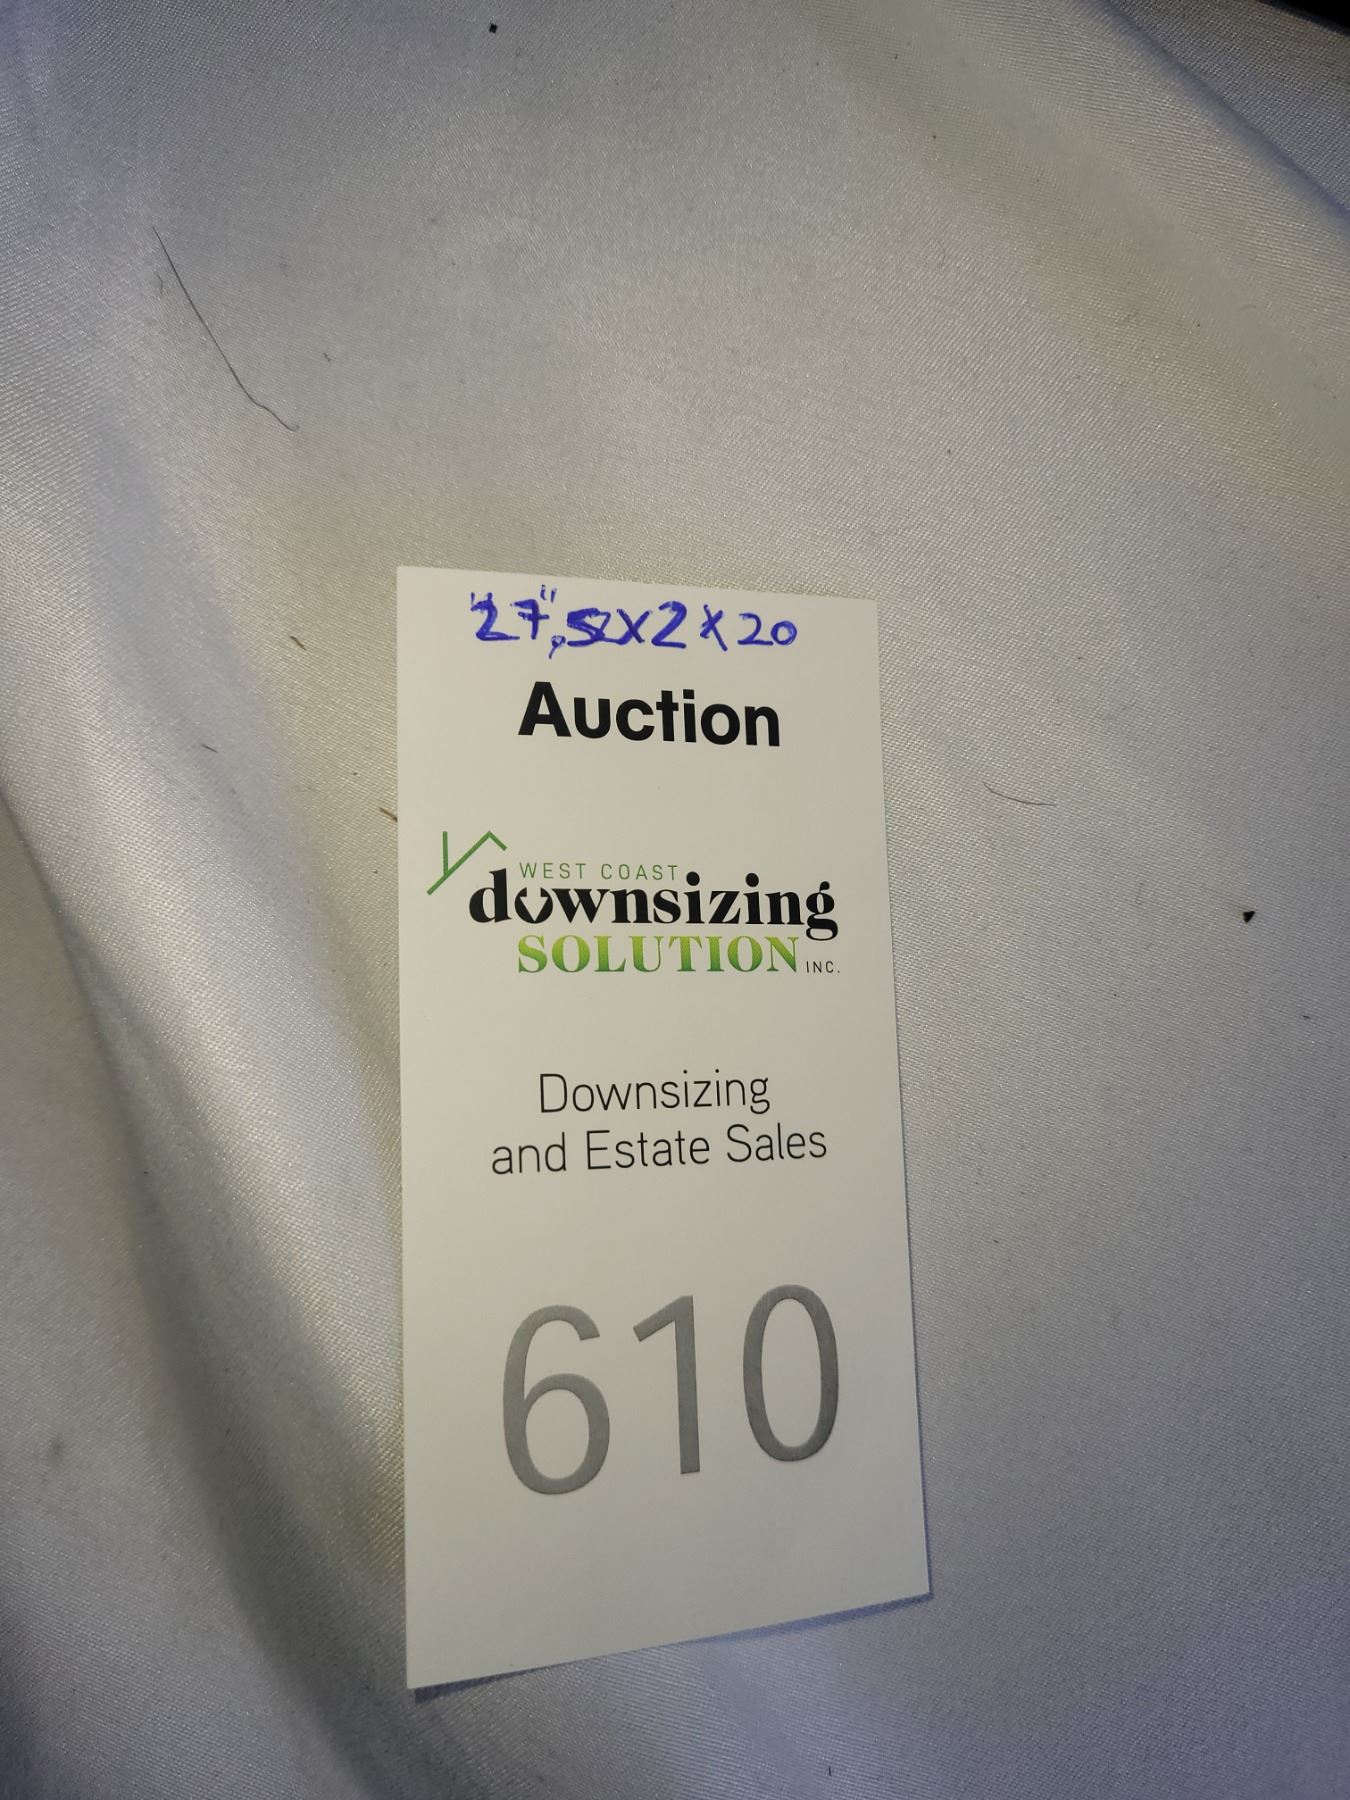 "27",5x2x20
Auction
WEST COAST
downsizing
SOLUTION INC.
Downsizing
and Estate Sales
610